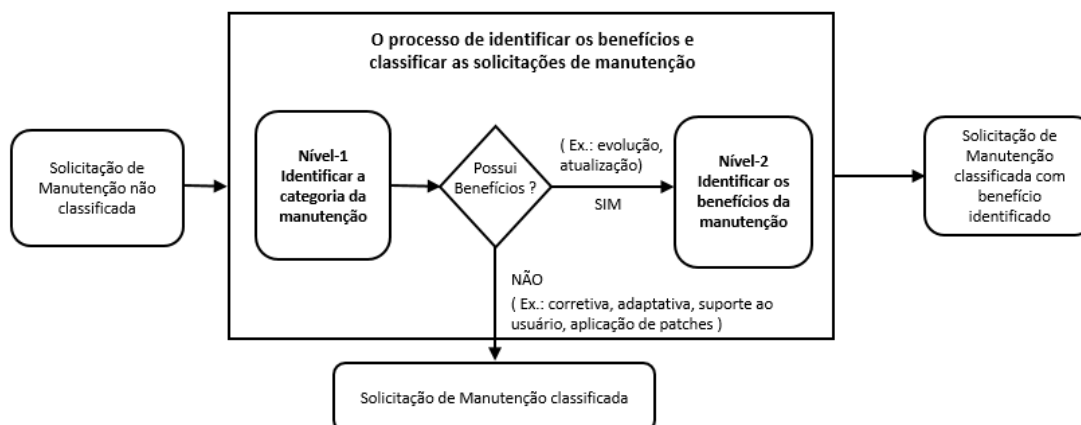 O processo de identificar os benefícios e
classificar as solicitações de manutenção
Solicitação de
Manutenção não
classificada
Nível-1
Identificar a
categoria da
manutenção
Possui
Benefícios ?
( Ex.: evolução,
atualização)
SIM
Nível-2
Identificar os
benefícios da
manutenção
Solicitação de
Manutenção
classificada com
benefício
identificado
NÃO
( Ex.: corretiva, adaptativa, suporte ao
usuário, aplicação de patches )
Solicitação de Manutenção classificada